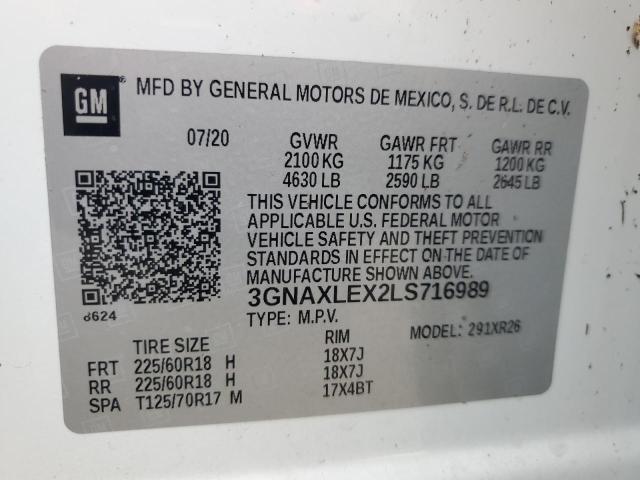 GM ® MFD BY GENERAL MOTORS DE MEXICO, S. DE R.L. DE C.V.
07/20 GVWR GAWR FRT GAWR RR
2100 KG 1175 KG 1200 KG
4630 LB 2590 LB 2645 LB
THIS VEHICLE CONFORMS TO ALL
APPLICABLE U.S. FEDERAL MOTOR
VEHICLE SAFETY AND THEFT PREVENTION
STANDARDS IN EFFECT ON THE DATE OF
MANUFACTURE SHOWN ABOVE.
3GNAXLEX2LS716989
8624
TYPE: M.P.V. MODEL: 291XR26
TIRE SIZE RIM
FRT 225/60R18 H 18X7J
RR 225/60R18 H 18X7J
SPA T125/70R17 M 17X4BT